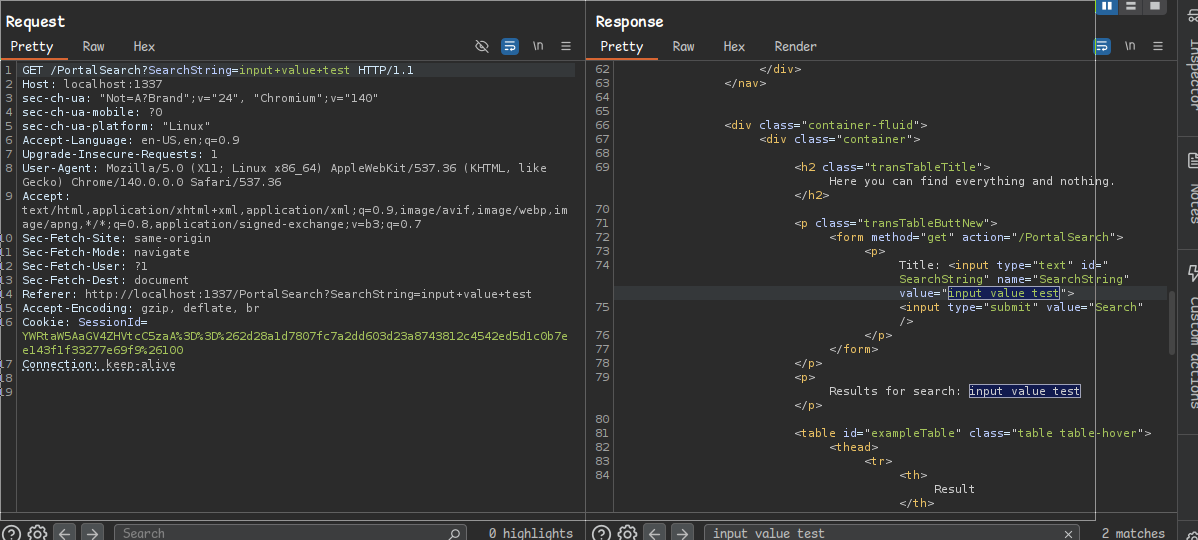 Request
Pretty Raw Hex
\n
1 GET /PortalSearch?SearchString=input+value+test HTTP/1.1
2 Host: localhost:1337
3 sec-ch-ua: "Not=A?Brand";v="24", "Chromium";v="140"
4 sec-ch-ua-mobile: ?0
5 sec-ch-ua-platform: "Linux"
6 Accept-Language: en-US,en;q=0.9
7 Upgrade-Insecure-Requests: 1
8 User-Agent: Mozilla/5.0 (X11; Linux x86_64) AppleWebKit/537.36 (KHTML, like
Gecko) Chrome/140.0.0.0 Safari/537.36
9 Accept:
text/html,application/xhtml+xml,application/xml;q=0.9,image/avif,image/webp,im
age/apng,*/*;q=0.8,application/signed-exchange;v=b3;q=0.7
10 Sec-Fetch-Site: same-origin
11 Sec-Fetch-Mode: navigate
12 Sec-Fetch-User: ?1
13 Sec-Fetch-Dest: document
14 Referer: http://localhost:1337/PortalSearch?SearchString=input+value+test
15 Accept-Encoding: gzip, deflate, br
16 Cookie: SessionId=
YWRtaW5AaGV4ZHVtcC5zaA%3D%3D%262d28a1d7807fc7a2dd603d23a8743812c4542ed5d1c0b7e
e143f1f33277e69f9%26100
17 Connection: keep-alive
18
19
Search
0 highlights
Response
Pretty Raw Hex Render
\n
62 </div>
63 </nav>
64
65
66 <div class="container-fluid">
67 <div class="container">
68
69 <h2 class="transTableTitle">
Here you can find everything and nothing.
</h2>
70
71 <p class="transTableButtNew">
72 <form method="get" action="/PortalSearch">
73 <p>
74 Title: <input type="text" id="
SearchString" name="SearchString"
value="input value test">
75 <input type="submit" value="Search"
/>
76 </p>
77 </form>
78 </p>
79 <p>
Results for search: input value test
</p>
80
81 <table id="exampleTable" class="table table-hover">
82 <thead>
83 <tr>
84 <th>
Result
</th>
input value test
2 matches
Inspector
Notes
Custom actions